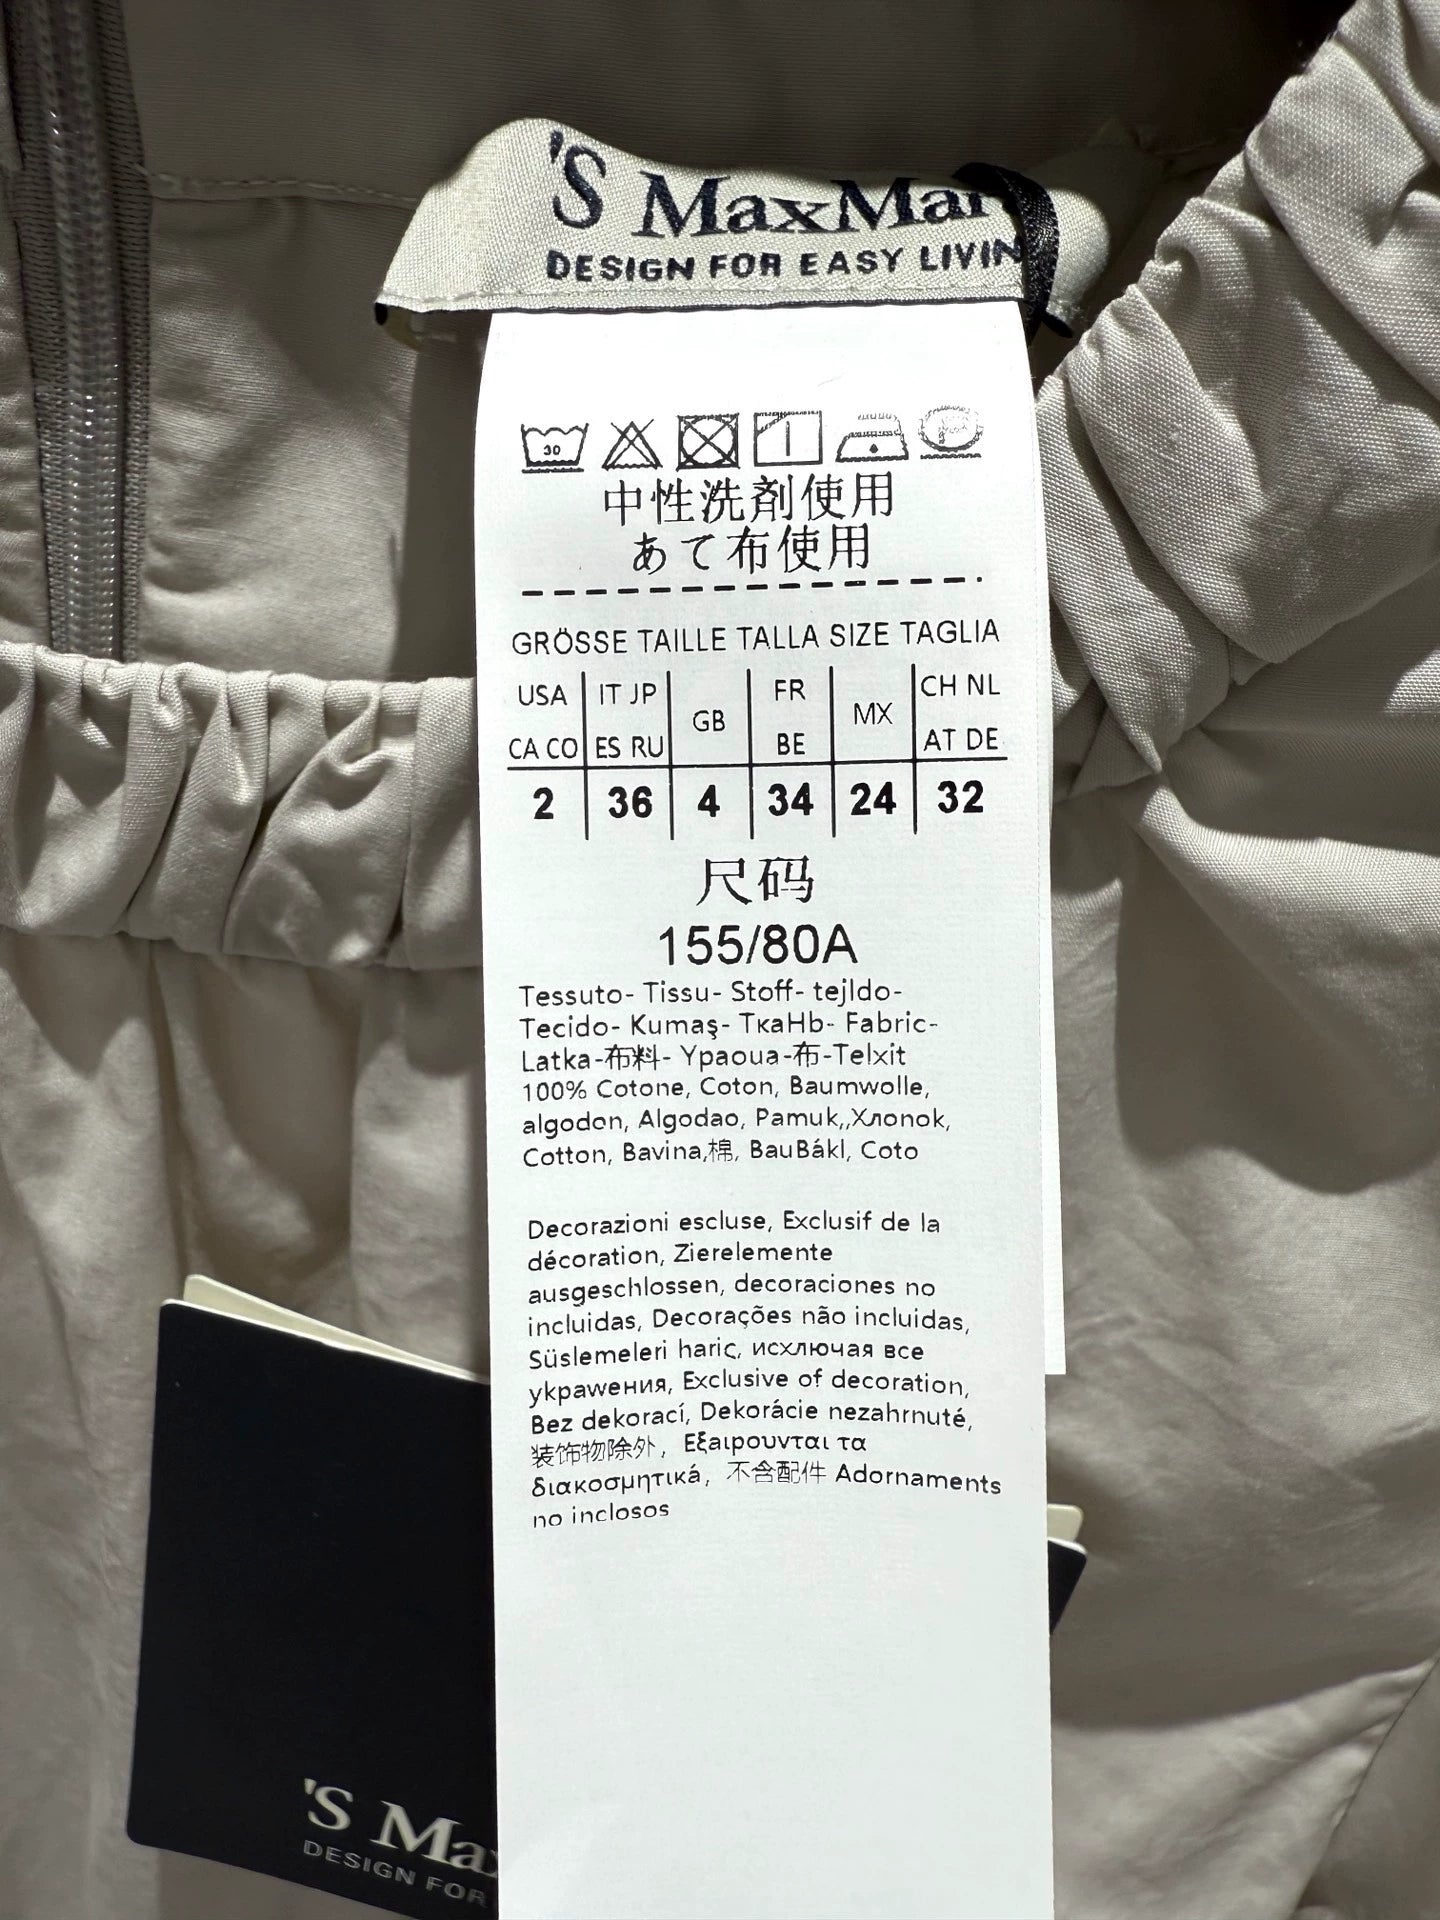 'S MaxMar
DESIGN FOR EASY LIVIN
30
中性洗剤使用
あて布使用
GRÖSSE TAILLE TALLA SIZE TAGLIA
USA IT JP GB FR MX CH NL
CA CO ES RU BE AT DE
2 36 4 34 24 32
尺码
155/80A
Tessuto- Tissu- Stoff- tejldo-
Tecido- Kumaş- TкaHb- Fabric-
Latka-布料- Ypaoua-布-Telxit
100% Cotone, Coton, Baumwolle,
algodon, Algodao, Pamuk,,Хлопоk,
Cotton, Bavina,棉, BauBákl, Coto
Decorazioni escluse, Exclusif de la
décoration, Zierelemente
ausgeschlossen, decoraciones no
incluidas, Decorações não incluidas,
Süslemeleri hariç, исключая все
укрaweния, Exclusive of decoration,
Bez dekorací, Dekorácie nezahrnuté,
装饰物除外, Εξαιρουνται τα
διακοσμητικά, 不含配件 Adornaments
no inclosos
'S Max
DESIGN FOR